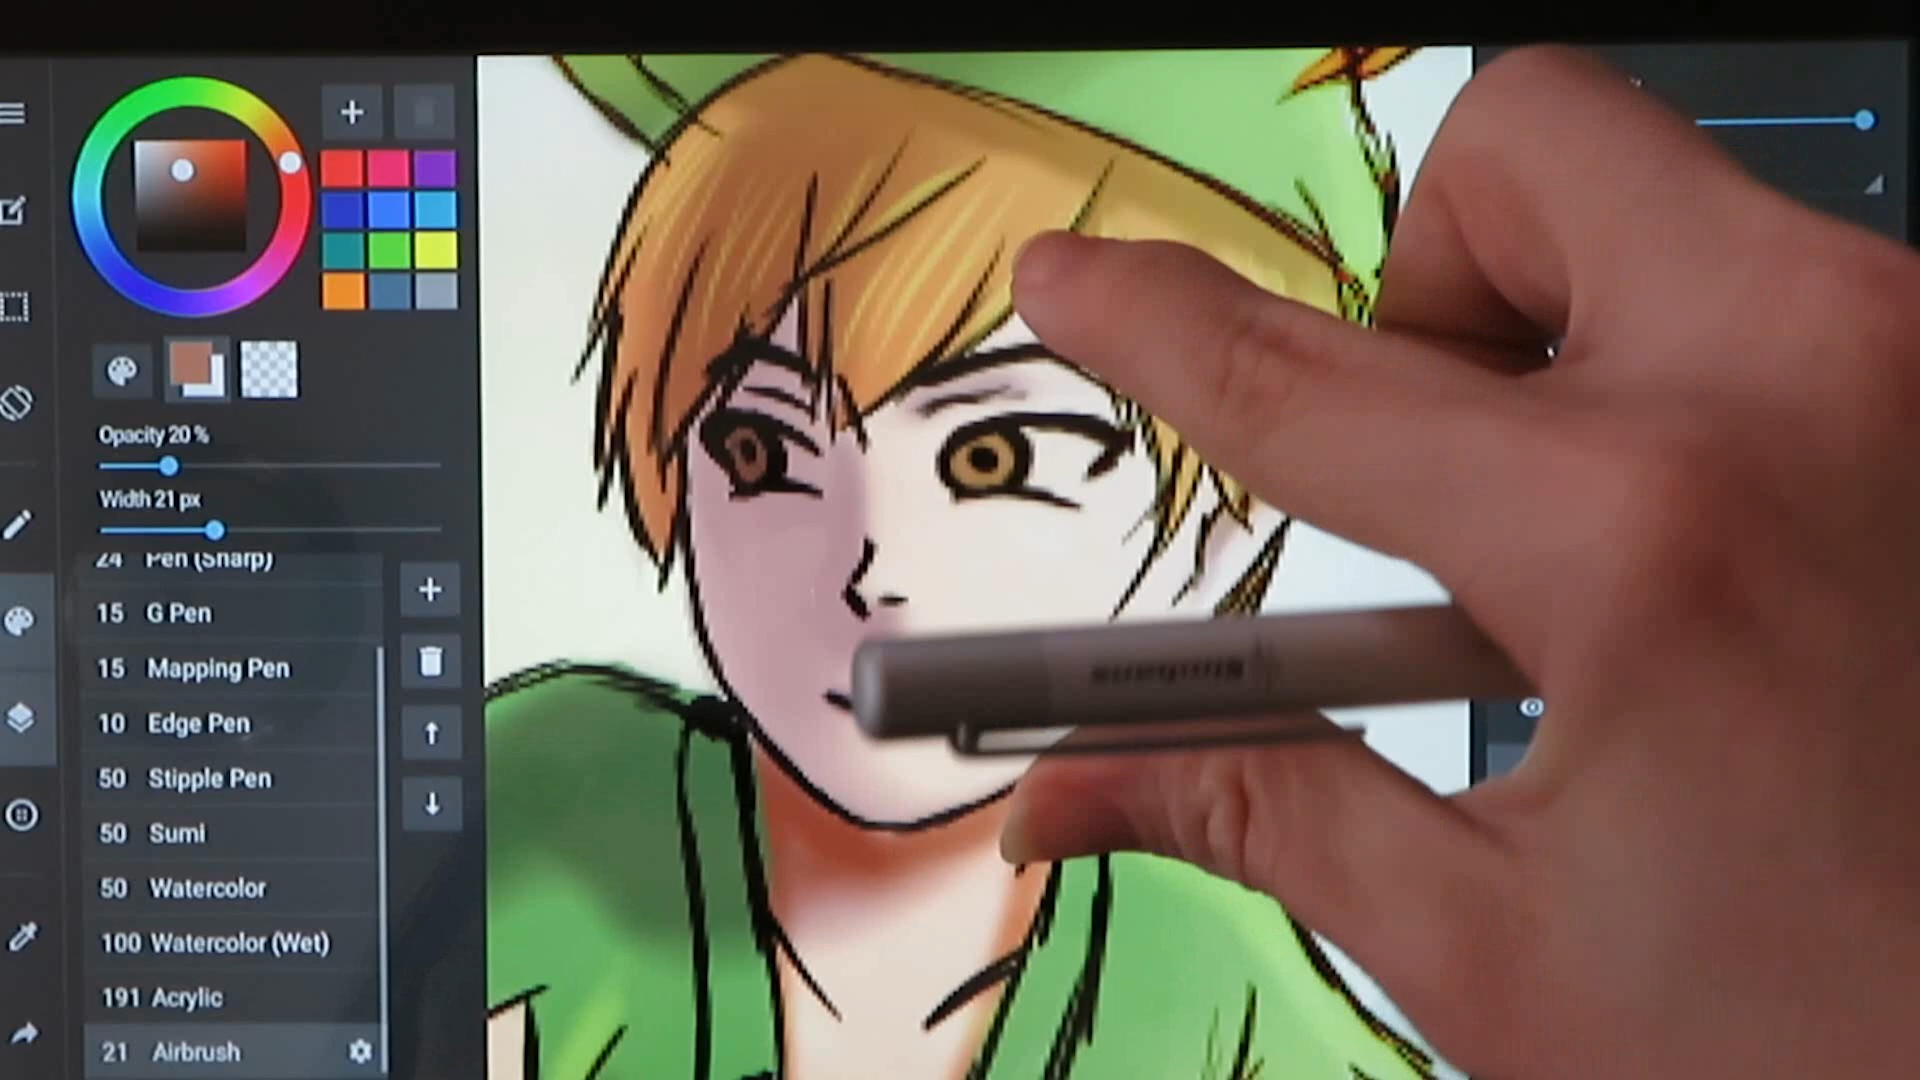 Opacity 20 %
Width 21 px
24 Pen (Sharp)
15 G Pen
15 Mapping Pen
10 Edge Pen
50 Stipple Pen
50 Sumi
50 Watercolor
100 Watercolor (Wet)
191 Acrylic
21 Airbrush